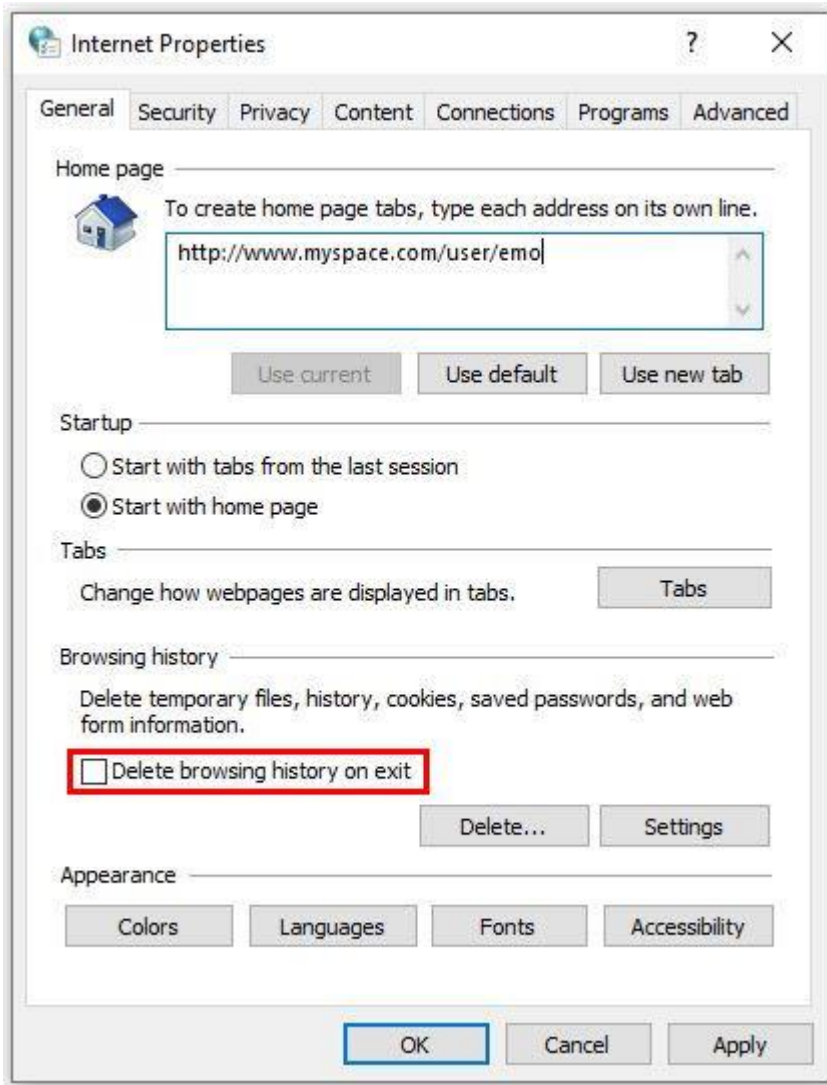 Internet Properties
?
General Security Privacy Content Connections Programs Advanced
Home page
To create home page tabs, type each address on its own line.
http://www.myspace.com/user/emo
Use current Use default Use new tab
Startup
Start with tabs from the last session
Start with home page
Tabs
Change how webpages are displayed in tabs. Tabs
Browsing history
Delete temporary files, history, cookies, saved passwords, and web
form information.
Delete browsing history on exit
Delete... Settings
Appearance
Colors Languages Fonts Accessibility
OK Cancel Apply